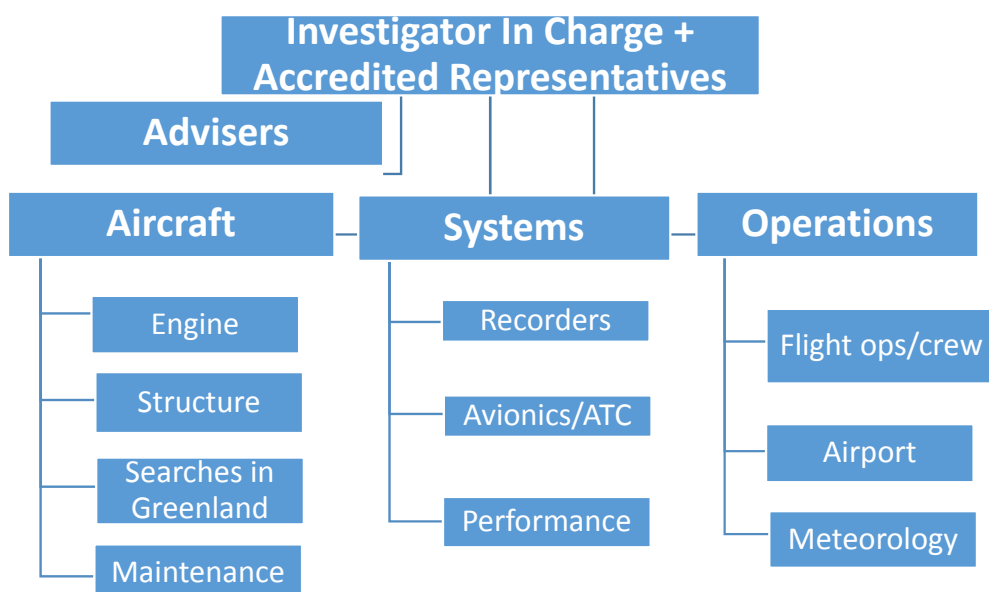 Investigator In Charge +
Accredited Representatives
Advisers
Aircraft
Systems
Operations
Engine
Structure
Searches in
Greenland
Maintenance
Recorders
Avionics/ATC
Performance
Flight ops/crew
Airport
Meteorology